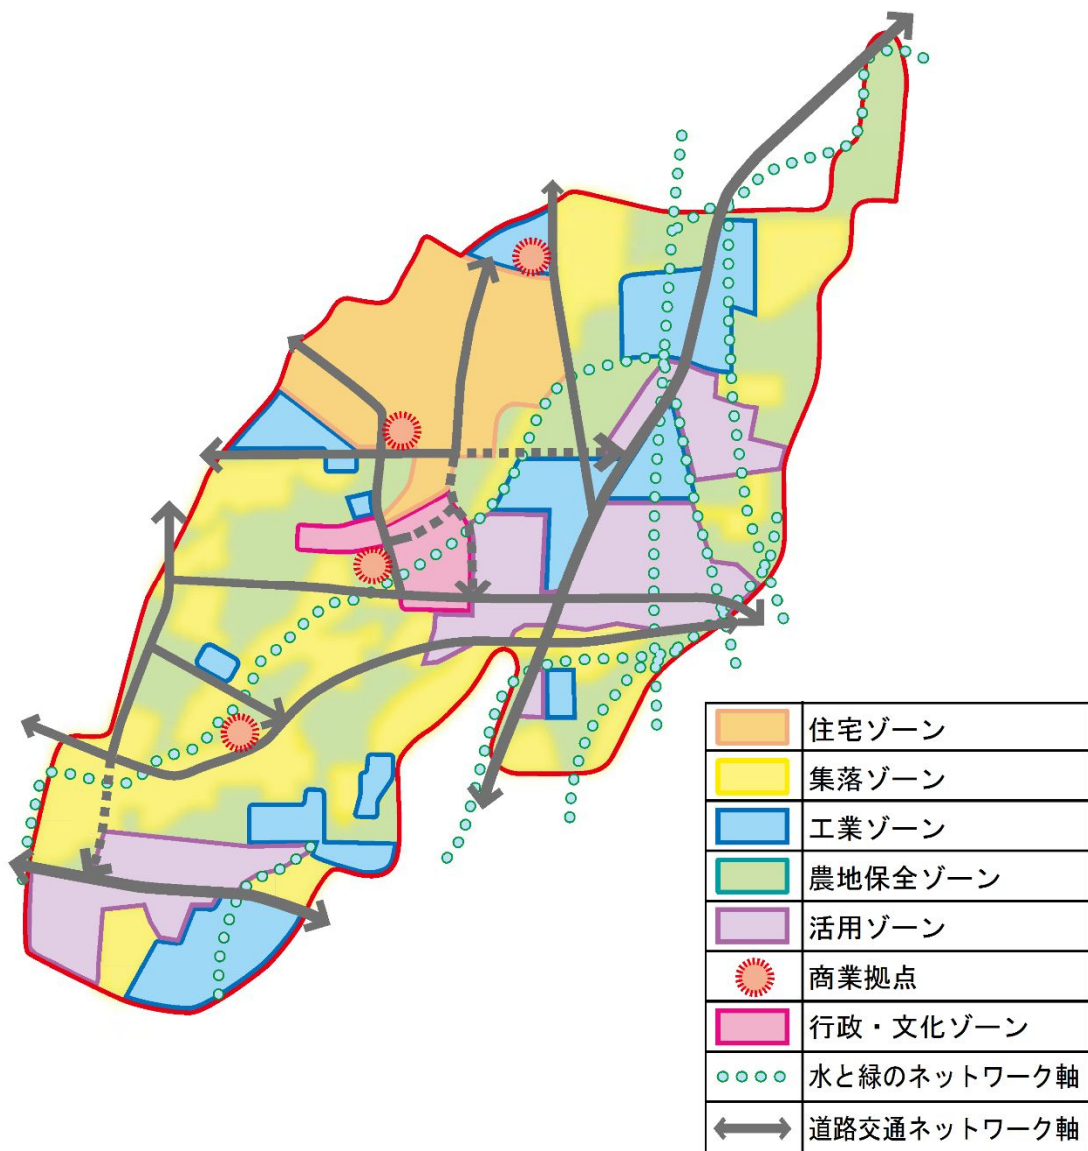 住宅ゾーン
集落ゾーン
工業ゾーン
農地保全ゾーン
活用ゾーン
商業拠点
行政・文化ゾーン
水と緑のネットワーク軸
道路交通ネットワーク軸